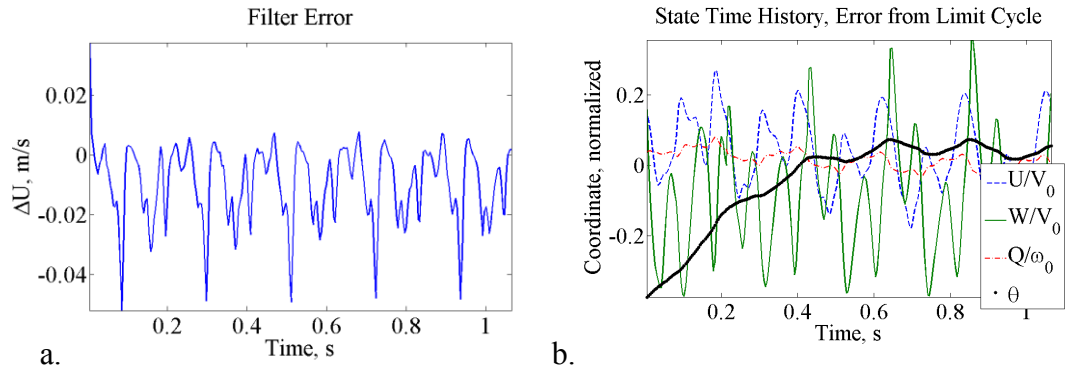 Filter Error
0.02
0
-0.02
-0.04
ΔU, m/s
0.2 0.4 0.6 0.8 1
Time, s
a.
State Time History, Error from Limit Cycle
0.2
0
-0.2
Coordinate, normalized
0.2 0.4 0.6 0.8 1
Time, s
U/V₀
W/V₀
Q/ω₀
θ
b.